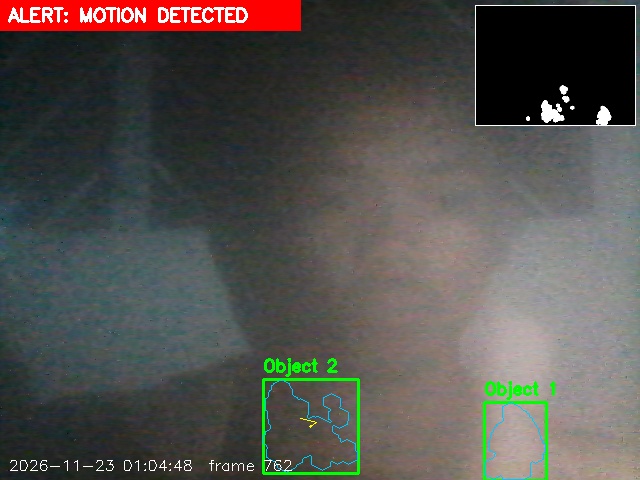 ALERT: MOTION DETECTED
Object 2
Object 1
2026-11-23 01:04:48 frame 762